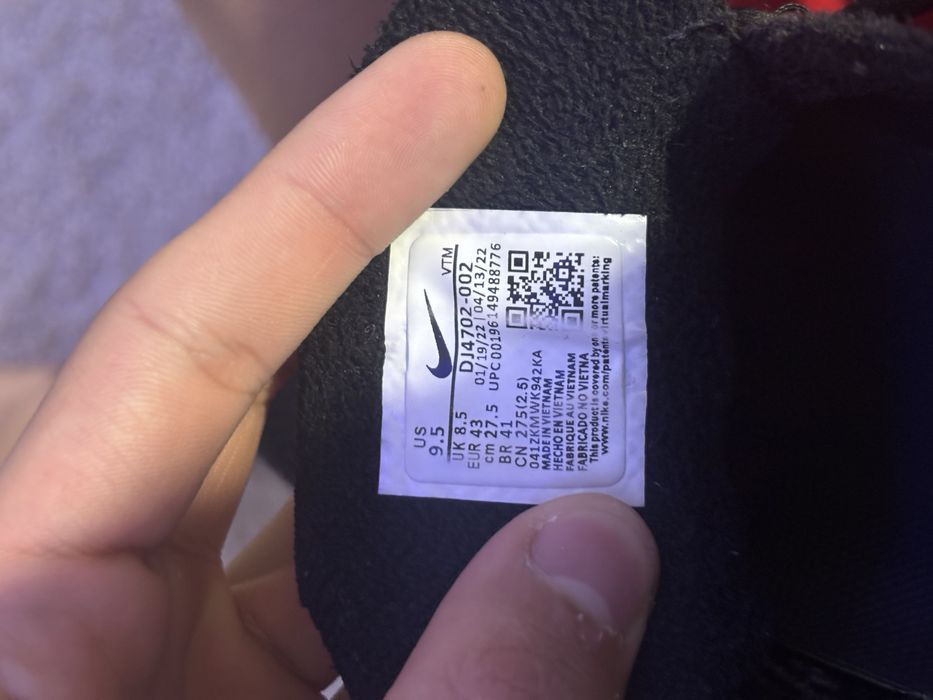 US
9.5
VTM
UK 8.5
DJ4702-002
EUR 43
01/19/22 | 04/13/22
cm 27.5
UPC 00196149488776
BR 41
CN 275(2.5)
0412KMWK942KA
MADE IN VIETNAM
HECHO EN VIETNAM
FABRIQUE AU VIETNAM
FABRICADO NO VIETNA
This product is covered by on or more patents:
www.nike.com/patents virtualmarking